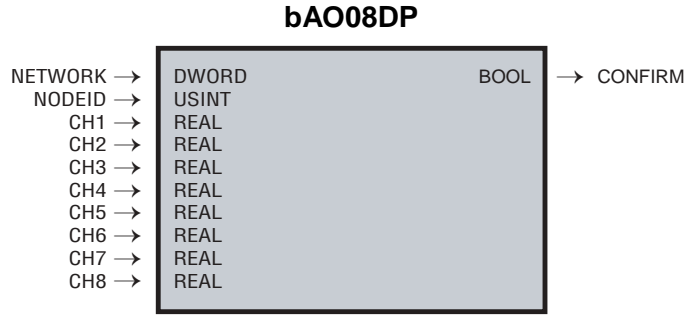 bAO08DP
NETWORK → DWORD BOOL → CONFIRM
NODEID → USINT
CH1 → REAL
CH2 → REAL
CH3 → REAL
CH4 → REAL
CH5 → REAL
CH6 → REAL
CH7 → REAL
CH8 → REAL